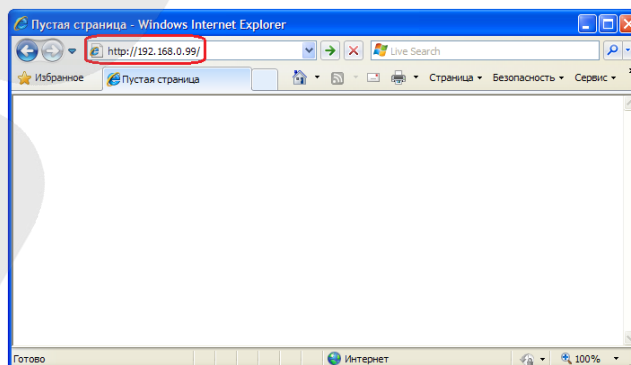 Пустая страница - Windows Internet Explorer
http://192.168.0.99/ Live Search
Избранное Пустая страница Страница Безопасность Сервис
Готово Интернет 100%